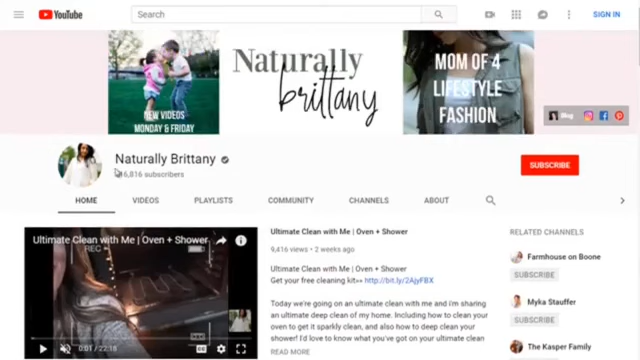 YouTube
Search
SIGN IN
NEW VIDEOS
MONDAY & FRIDAY
Naturally
brittany
MOM OF 4
LIFESTYLE
FASHION
Blog
Naturally Brittany
6,816 subscribers
SUBSCRIBE
HOME
VIDEOS
PLAYLISTS
COMMUNITY
CHANNELS
ABOUT
Ultimate Clean with Me | Oven + Shower
REC
0:01 / 22:18
Ultimate Clean with Me | Oven + Shower
9,416 views • 2 weeks ago
Ultimate Clean with Me | Oven + Shower
Get your free cleaning kit>> http://bit.ly/2AjyFBX
Today we're going on an ultimate clean with me and i'm sharing
an ultimate deep clean of my home. Including how to clean
your oven to get it sparkly clean, and also how to deep clean your
shower! I'd love to know what you've got on your ultimate clean
READ MORE
RELATED CHANNELS
Farmhouse on Boone
SUBSCRIBE
Myka Stauffer
SUBSCRIBE
The Kasper Family